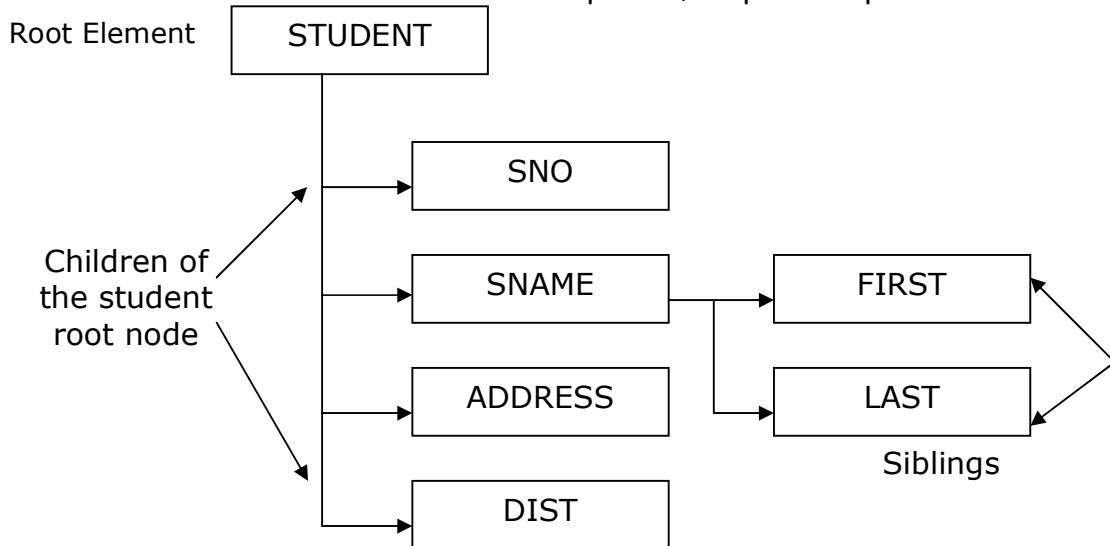 Root Element
STUDENT
SNO
Children of
the student
root node
SNAME
FIRST
ADDRESS
LAST
Siblings
DIST